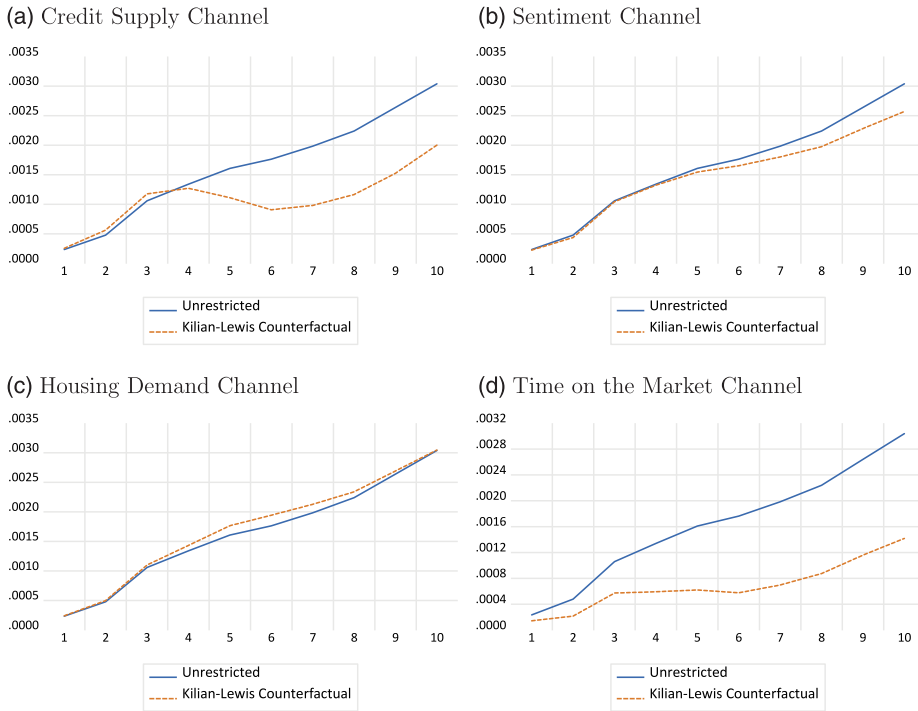 (a) Credit Supply Channel
.0035
.0030
.0025
.0020
.0015
.0010
.0005
.0000
1 2 3 4 5 6 7 8 9 10
Unrestricted
Kilian-Lewis Counterfactual
(b) Sentiment Channel
.0035
.0030
.0025
.0020
.0015
.0010
.0005
.0000
1 2 3 4 5 6 7 8 9 10
Unrestricted
Kilian-Lewis Counterfactual
(c) Housing Demand Channel
.0035
.0030
.0025
.0020
.0015
.0010
.0005
.0000
1 2 3 4 5 6 7 8 9 10
Unrestricted
Kilian-Lewis Counterfactual
(d) Time on the Market Channel
.0032
.0028
.0024
.0020
.0016
.0012
.0008
.0004
.0000
1 2 3 4 5 6 7 8 9 10
Unrestricted
Kilian-Lewis Counterfactual